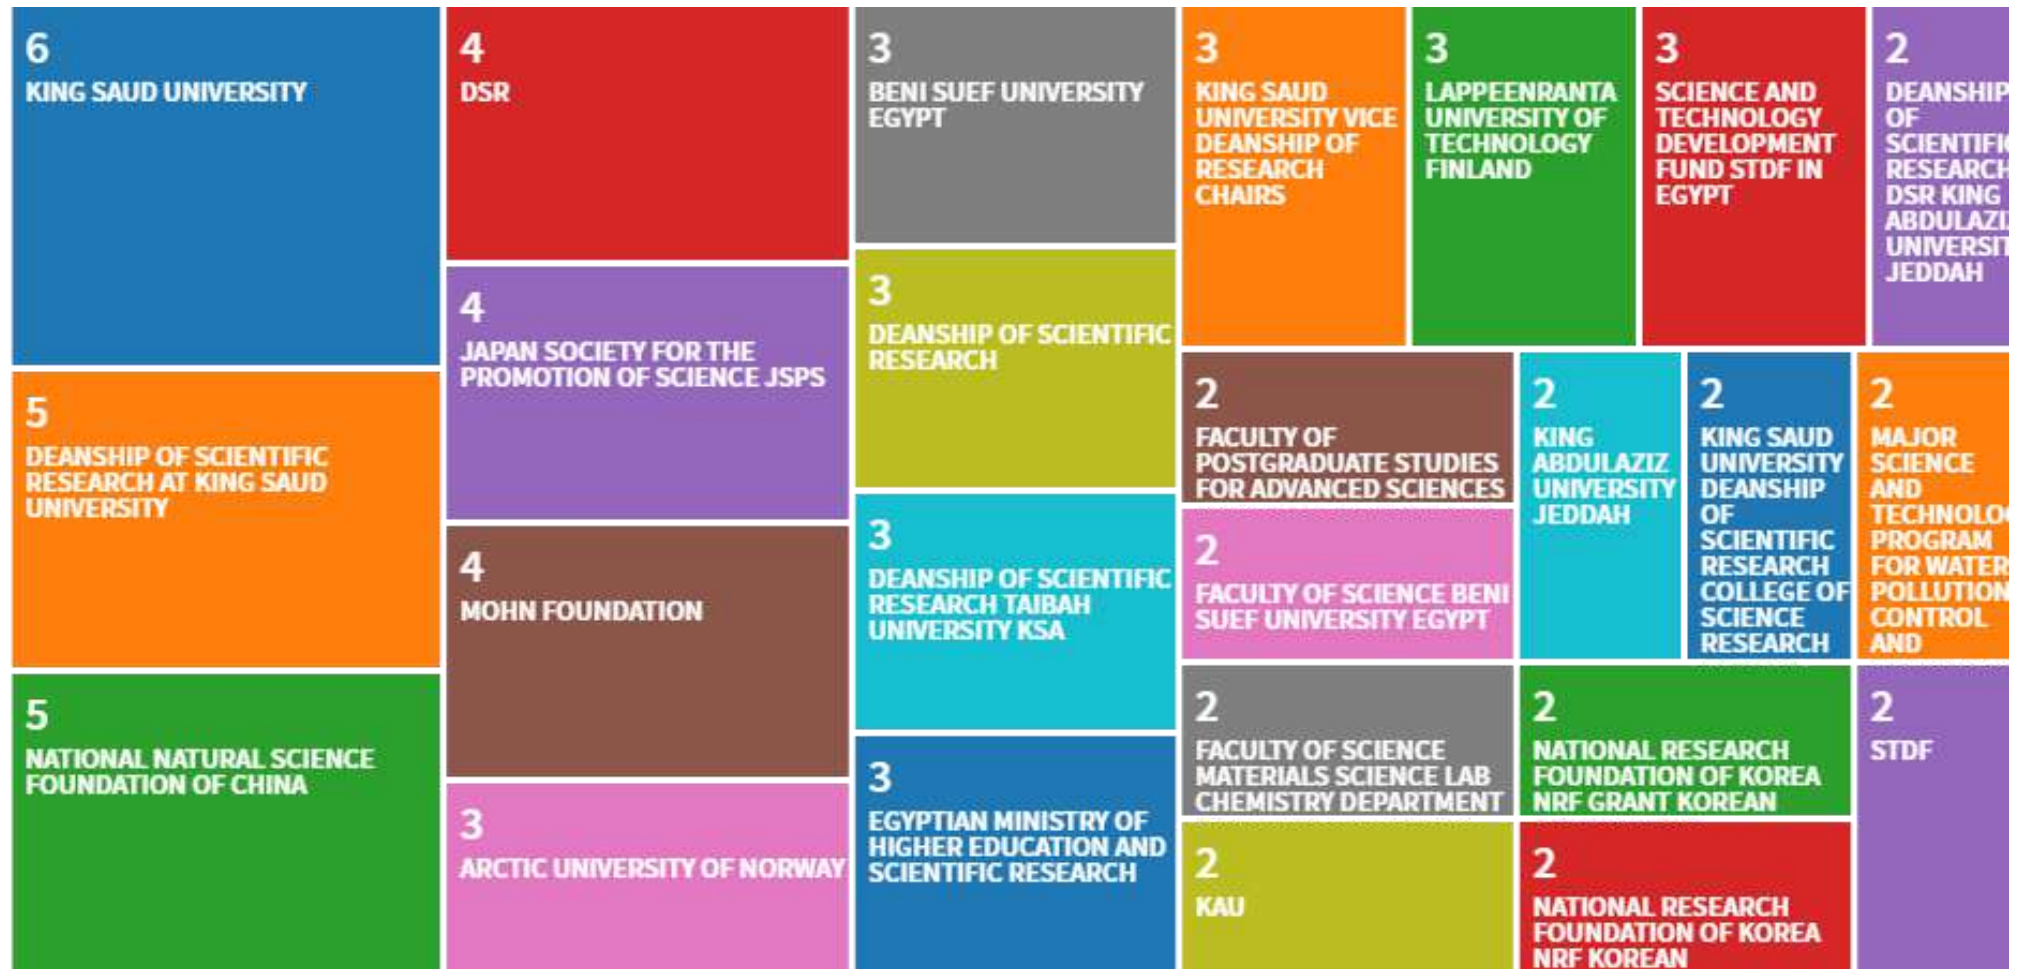 6
KING SAUD UNIVERSITY
5
DEANSHIP OF SCIENTIFIC
RESEARCH AT KING SAUD
UNIVERSITY
5
NATIONAL NATURAL SCIENCE
FOUNDATION OF CHINA
4
DSR
4
JAPAN SOCIETY FOR THE
PROMOTION OF SCIENCE JSPS
4
MOHN FOUNDATION
3
ARCTIC UNIVERSITY OF NORWAY
3
BENI SUEF UNIVERSITY
EGYPT
3
DEANSHIP OF SCIENTIFIC
RESEARCH
3
DEANSHIP OF SCIENTIFIC
RESEARCH TAIBAH
UNIVERSITY KSA
3
EGYPTIAN MINISTRY OF
HIGHER EDUCATION AND
SCIENTIFIC RESEARCH
3
KING SAUD
UNIVERSITY VICE
DEANSHIP OF
RESEARCH
CHAIRS
3
LAPPEENRANTA
UNIVERSITY OF
TECHNOLOGY
FINLAND
3
SCIENCE AND
TECHNOLOGY
DEVELOPMENT
FUND STDF IN
EGYPT
2
DEANSHIP
OF
SCIENTIFI
RESEARCH
DSR KING
ABDULAZI
UNIVERSIT
JEDDAH
2
FACULTY OF
POSTGRADUATE STUDIES
FOR ADVANCED SCIENCES
2
FACULTY OF SCIENCE BENI
SUEF UNIVERSITY EGYPT
2
FACULTY OF SCIENCE
MATERIALS SCIENCE LAB
CHEMISTRY DEPARTMENT
2
KAU
2
KING
ABDULAZIZ
UNIVERSITY
JEDDAH
2
KING SAUD
UNIVERSITY
DEANSHIP
OF
SCIENTIFIC
RESEARCH
COLLEGE OF
SCIENCE
RESEARCH
2
MAJOR
SCIENCE
AND
TECHNOLO
PROGRAM
FOR WATER
POLLUTION
CONTROL
AND
2
NATIONAL RESEARCH
FOUNDATION OF KOREA
NRF GRANT KOREAN
2
NATIONAL RESEARCH
FOUNDATION OF KOREA
NRF KOREAN
2
STDF